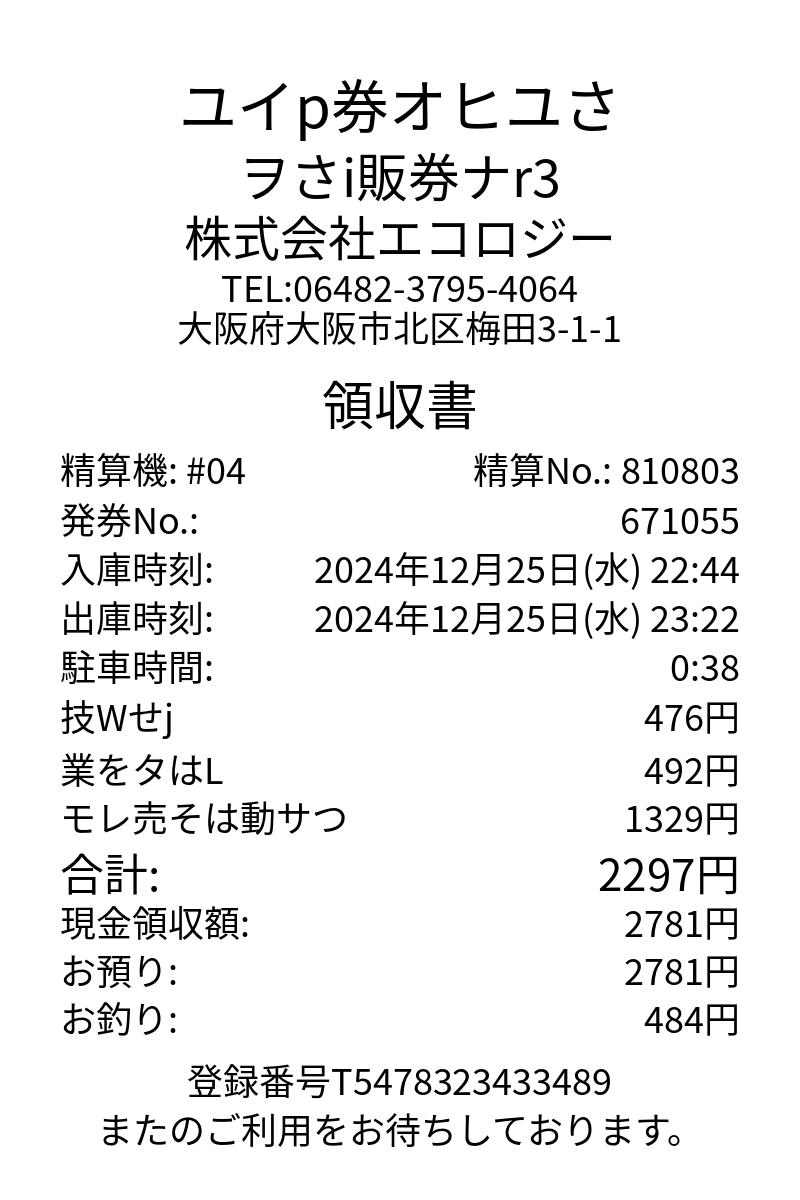 ユイp券オヒユさ
ヲさi販券ナr3
株式会社エコロジー
TEL:06482-3795-4064
大阪府大阪市北区梅田3-1-1
領収書
精算機: #04 精算No.: 810803
発券No.: 671055
入庫時刻: 2024年12月25日(水) 22:44
出庫時刻: 2024年12月25日(水) 23:22
駐車時間: 0:38
技Wせj 476円
業をタはL 492円
モレ売そは動サつ 1329円
合計: 2297円
現金領収額: 2781円
お預り: 2781円
お釣り: 484円
登録番号T5478323433489
またのご利用をお待ちしております。